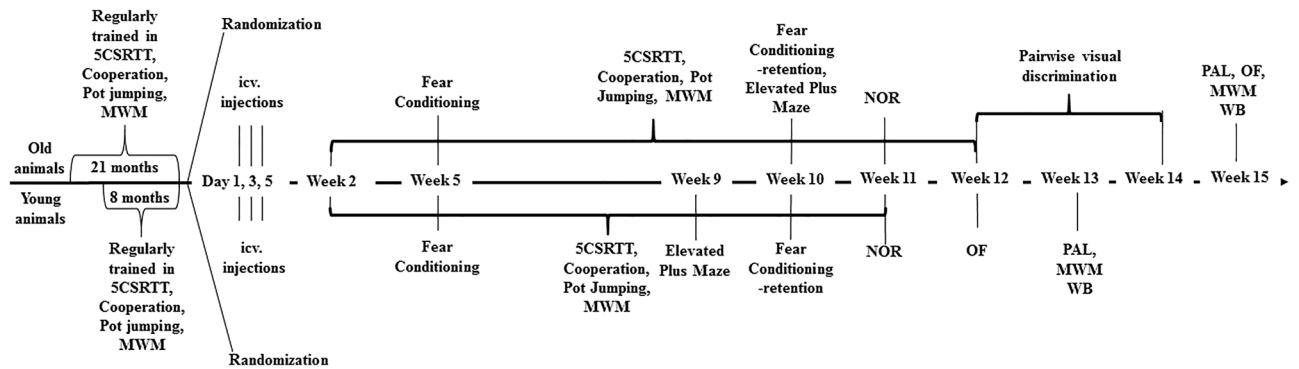 Regularly
trained in
5CSRTT,
Cooperation,
Pot jumping,
MWM
Randomization
icv.
injections
Fear
Conditioning
5CSRTT,
Cooperation, Pot
Jumping, MWM
Fear
Conditioning
-retention,
Elevated Plus
Maze
NOR
Pairwise visual
discrimination
PAL, OF,
MWM
WB
Old
animals
21 months
Day 1, 3, 5
Week 2
Week 5
Week 9
Week 10
Week 11
Week 12
Week 13
Week 14
Week 15
Young
animals
8 months
Regularly
trained in
5CSRTT,
Cooperation,
Pot jumping,
MWM
icv.
injections
Fear
Conditioning
5CSRTT,
Cooperation,
Pot Jumping,
MWM
Elevated
Plus Maze
Fear
Conditioning
-retention
NOR
OF
PAL,
MWM
WB
Randomization